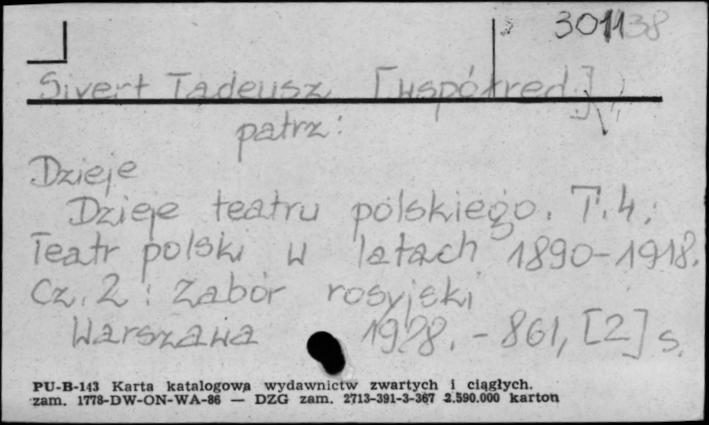 301138
Sivert Tadeusz [współred.]
patrz:
Dzieje
Dzieje teatru polskiego. T. 4:
Teatr polski w latach 1890-1918.
Cz. 2: Zabór rosyjski
Warszawa 1988. - 861, [2] s.
PU-B-143 Karta katalogowa wydawnictw zwartych i ciągłych.
zam. 1778-DW-ON-WA-86 — DZG zam. 2713-391-3-367 2.590.000 karton